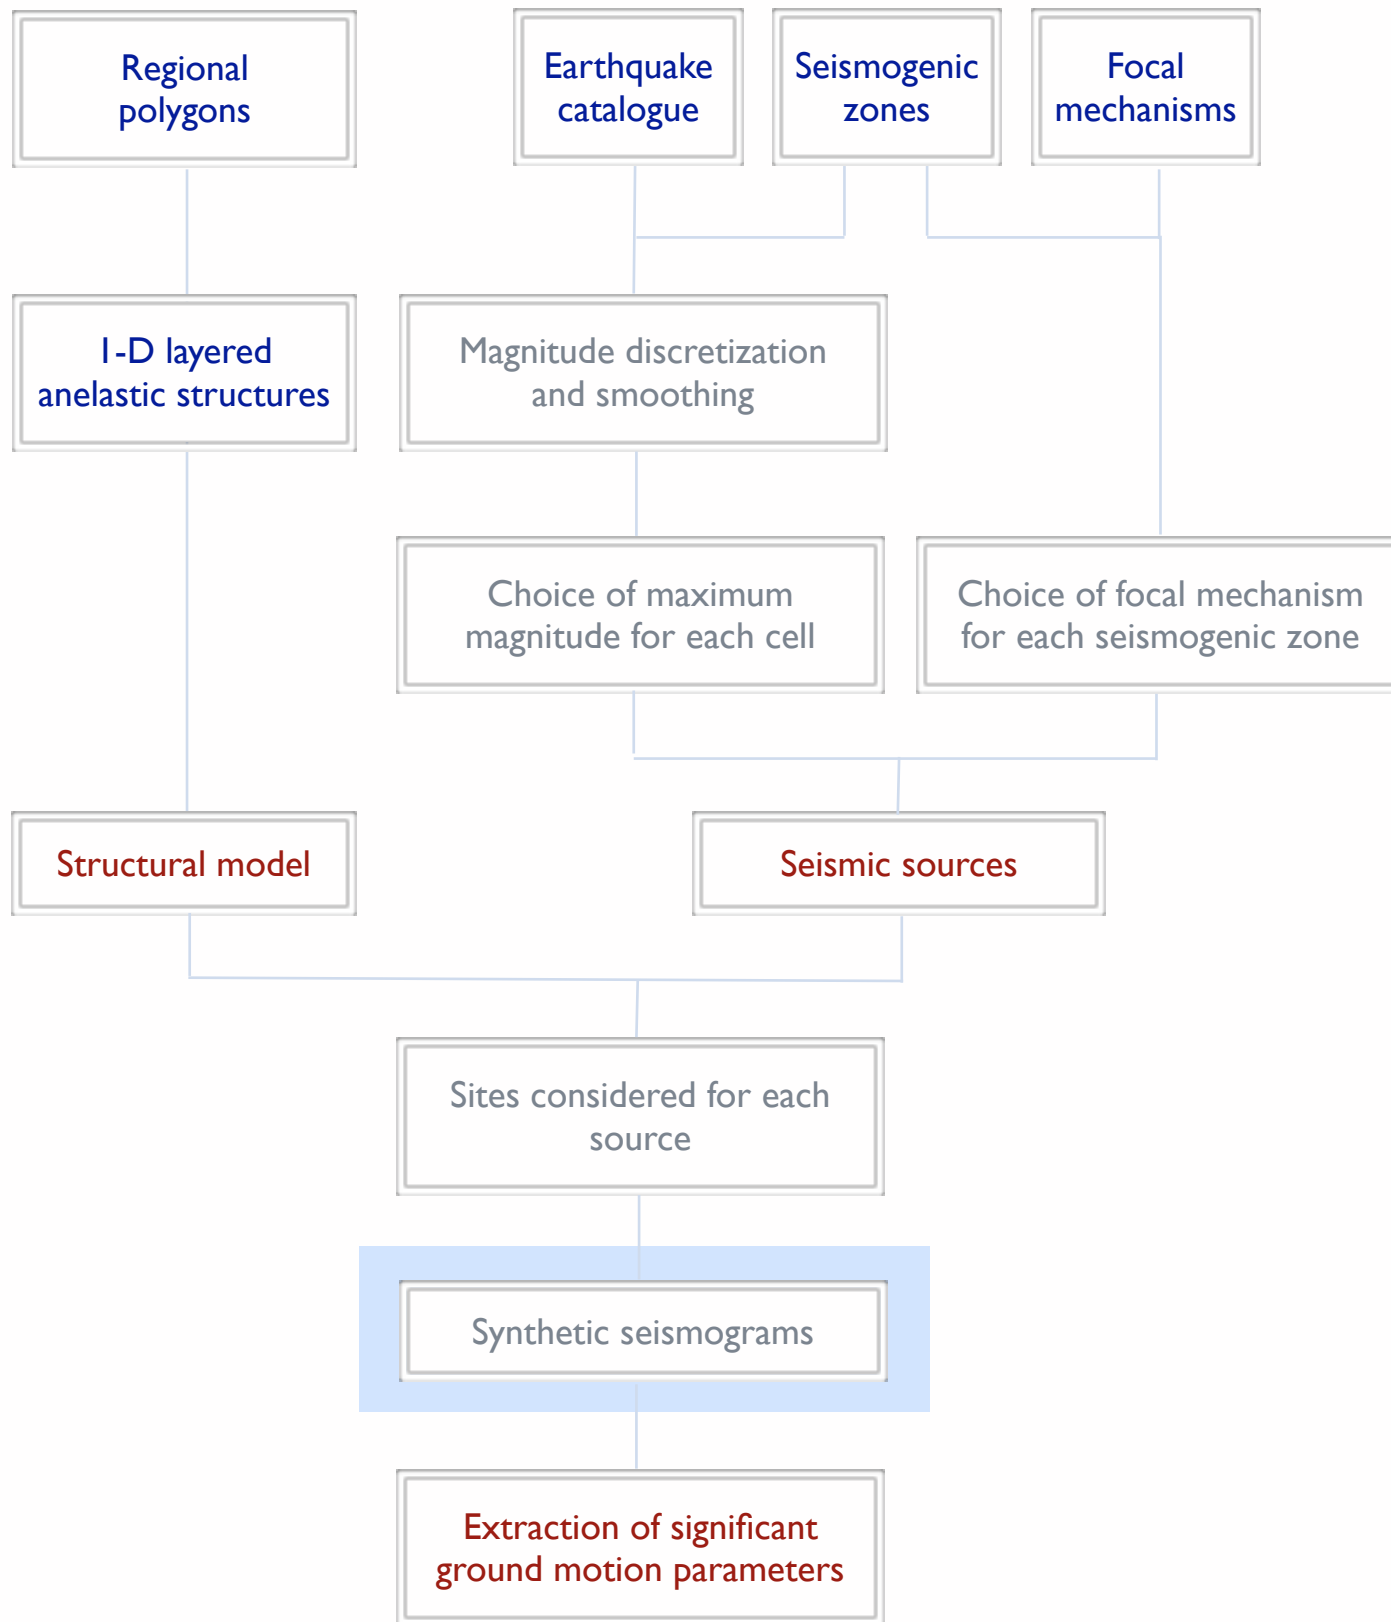 Regional
polygons
Earthquake
catalogue
Seismogenic
zones
Focal
mechanisms
1-D layered
anelastic structures
Magnitude discretization
and smoothing
Choice of maximum
magnitude for each cell
Choice of focal mechanism
for each seismogenic zone
Structural model
Seismic sources
Sites considered for each
source
Synthetic seismograms
Extraction of significant
ground motion parameters